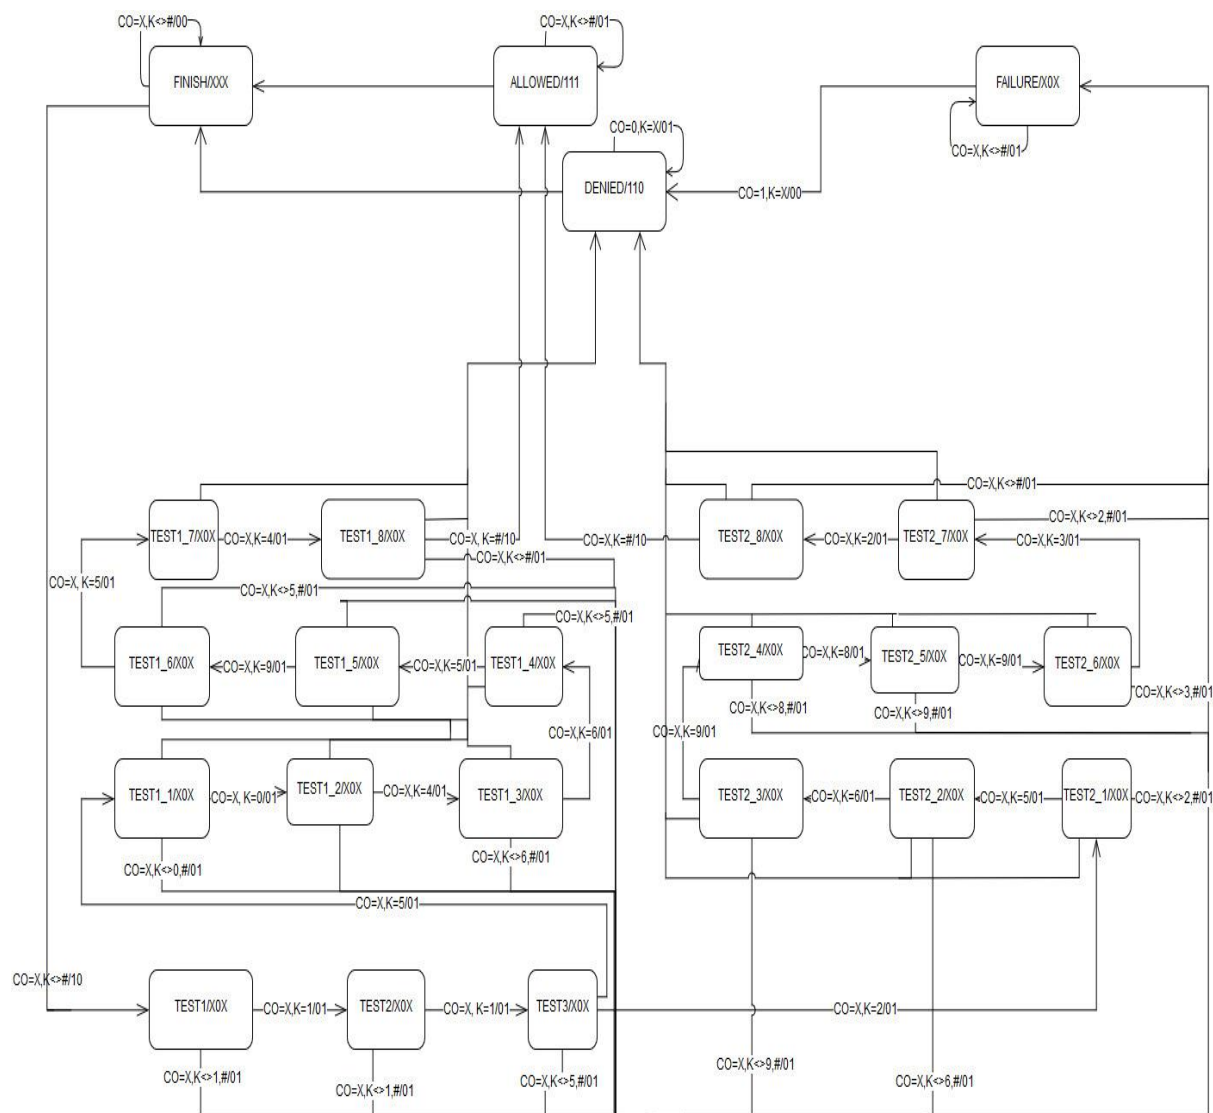 CO=X,K<>#/00
CO=X,K<>#/01
FINISH/XXX
ALLOWED/111
FAILURE/X0X
CO=0,K=X/01
CO=X,K<>#/01
DENIED/110
CO=1,K=X/00
CO=X,K<>#/01
CO=X,K<>2,#/01
TEST1_7/X0X
CO=X,K=4/01
TEST1_8/X0X
CO=X, K=#/10
CO=X,K=#/10
TEST2_8/X0X
CO=X,K=2/01
TEST2_7/X0X
CO=X,K=3/01
CO=X,K<>#/01
CO=X, K=5/01
CO=X,K<>5,#/01
CO=X,K<>5,#/01
TEST1_6/X0X
CO=X,K=9/01
TEST1_5/X0X
CO=X,K=5/01
TEST1_4/X0X
TEST2_4/X0X
CO=X,K=8/01
TEST2_5/X0X
CO=X,K=9/01
TEST2_6/X0X
CO=X,K<>3,#/01
CO=X,K<>8,#/01
CO=X,K<>9,#/01
CO=X,K=6/01
CO=X,K=9/01
TEST1_1/X0X
CO=X, K=0/01
TEST1_2/X0X
CO=X,K=4/01
TEST1_3/X0X
TEST2_3/X0X
CO=X,K=6/01
TEST2_2/X0X
CO=X,K=5/01
TEST2_1/X0X
CO=X,K<>2,#/01
CO=X,K<>0,#/01
CO=X,K<>6,#/01
CO=X,K=5/01
CO=X,K<>#/10
TEST1/X0X
CO=X,K=1/01
TEST2/X0X
CO=X, K=1/01
TEST3/X0X
CO=X,K=2/01
CO=X,K<>1,#/01
CO=X,K<>1,#/01
CO=X,K<>5,#/01
CO=X,K<>9,#/01
CO=X,K<>6,#/01